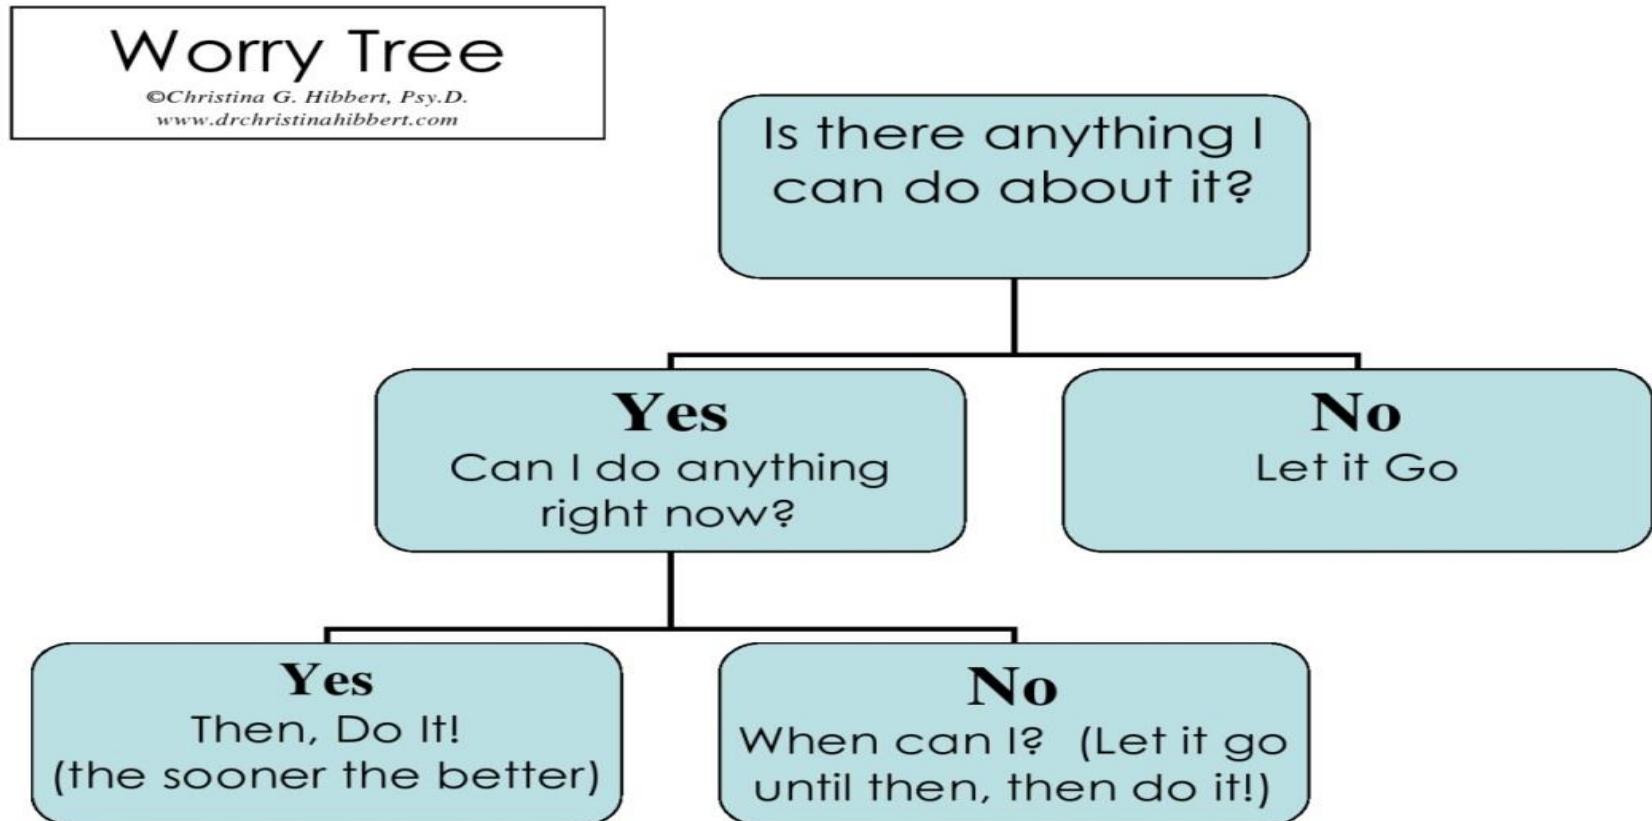 Worry Tree
©Christina G. Hibbert, Psy.D.
www.drchristinahibbert.com
Is there anything I
can do about it?
Yes
Can I do anything
right now?
No
Let it Go
Yes
Then, Do It!
(the sooner the better)
No
When can I?  (Let it go
until then, then do it!)